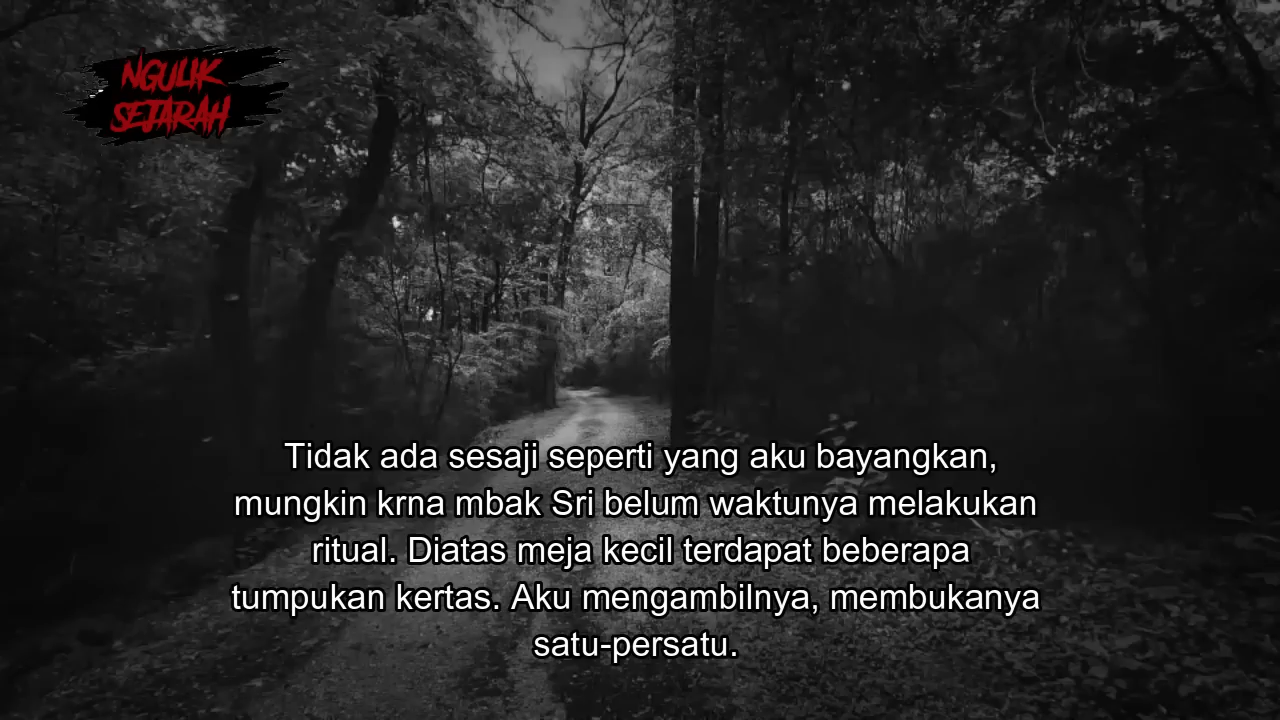 NGULIK
SEJARAH
Tidak ada sesaji seperti yang aku bayangkan,
mungkin krna mbak Sri belum waktunya melakukan
ritual. Diatas meja kecil terdapat beberapa
tumpukan kertas. Aku mengambilnya, membukanya
satu-persatu.